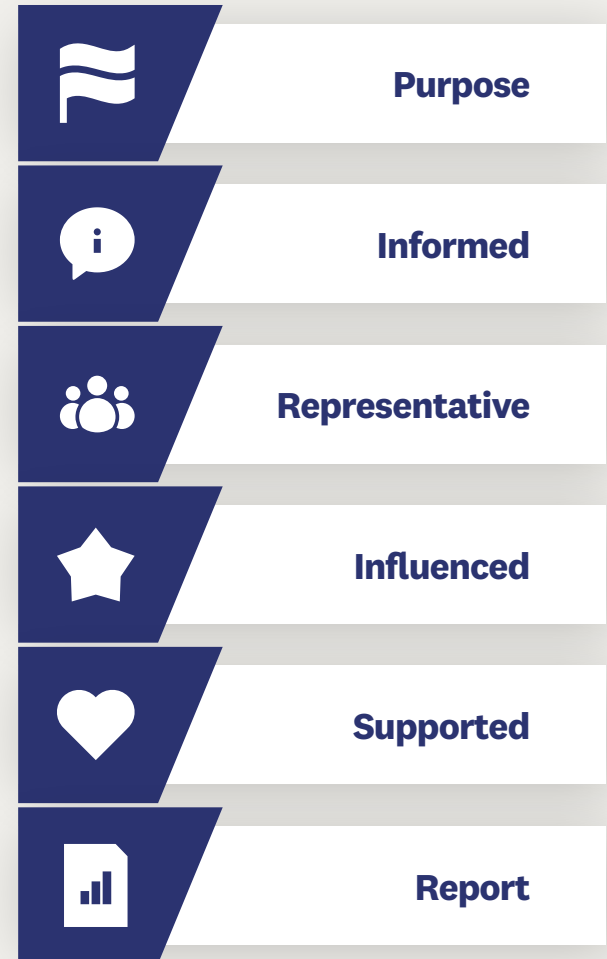 Purpose
Informed
Representative
Influenced
Supported
Report